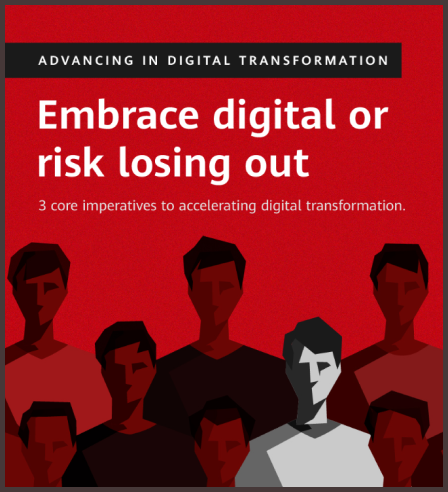 ADVANCING IN DIGITAL TRANSFORMATION
Embrace digital or
risk losing out
3 core imperatives to accelerating digital transformation.